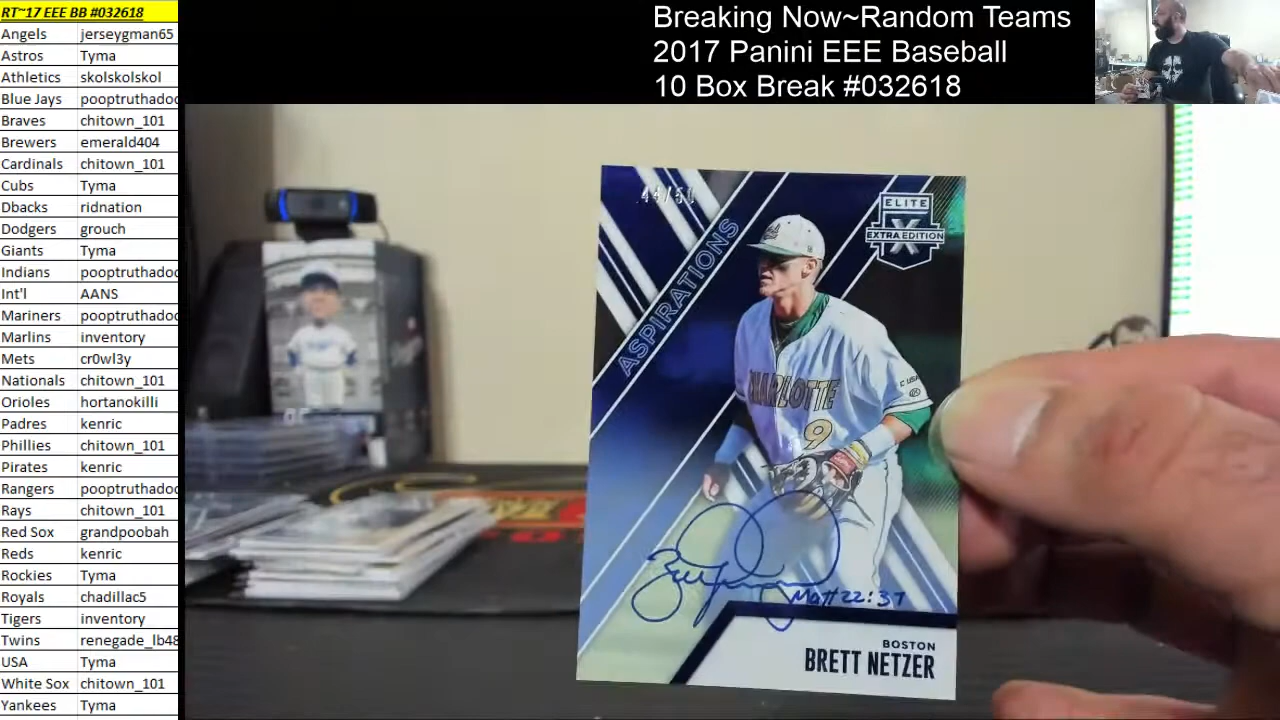 RT~17 EEE BB #032618
Angels jerseygman65
Astros Tyma
Athletics skolskolskol
Blue Jays pooptruthadoo
Braves chitown_101
Brewers emerald404
Cardinals chitown_101
Cubs Tyma
Dbacks ridnation
Dodgers grouch
Giants Tyma
Indians pooptruthadoo
Int'l AANS
Mariners pooptruthadoo
Marlins inventory
Mets cr0wl3y
Nationals chitown_101
Orioles hortanokilli
Padres kenric
Phillies chitown_101
Pirates kenric
Rangers pooptruthadoo
Rays chitown_101
Red Sox grandpoobah
Reds kenric
Rockies Tyma
Royals chadillac5
Tigers inventory
Twins renegade_lb48
USA Tyma
White Sox chitown_101
Yankees Tyma
Breaking Now~Random Teams
2017 Panini EEE Baseball
10 Box Break #032618
ELITE
X
EXTRA EDITION
ASPIRATIONS
CHARLOTTE
9
C USA
Matt 22:37
BOSTON
BRETT NETZER